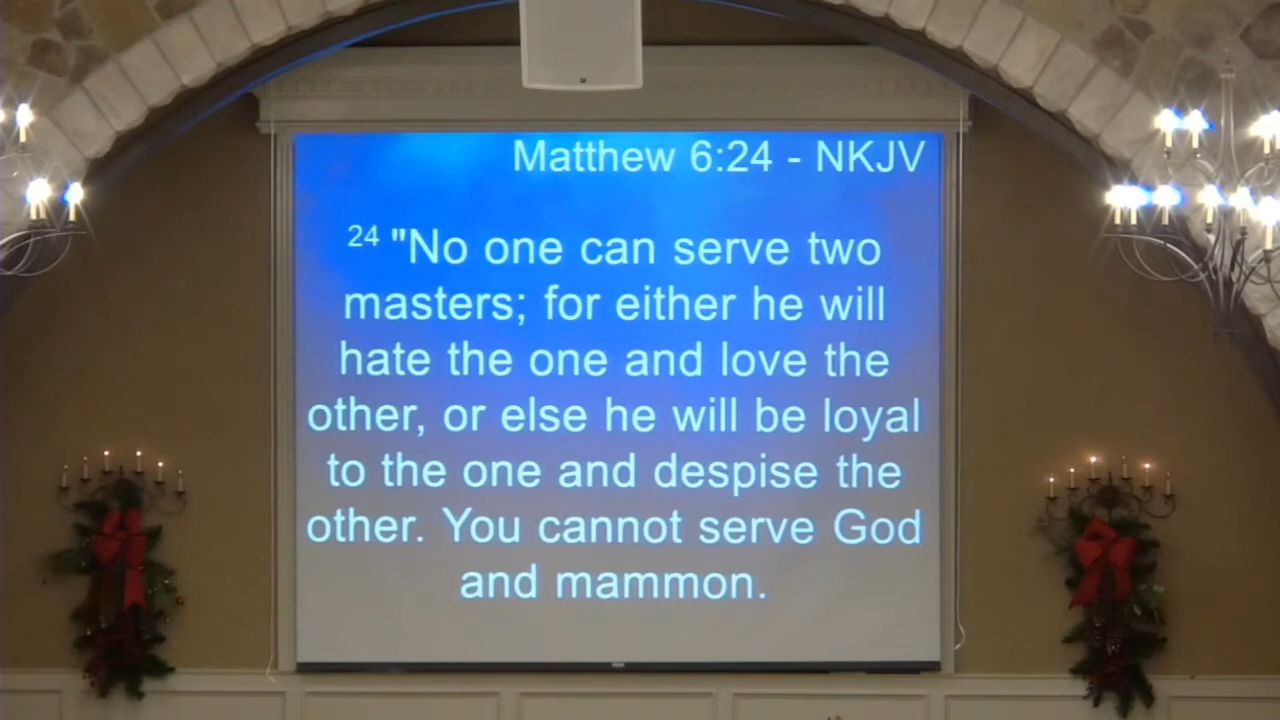 Matthew 6:24 - NKJV
24 "No one can serve two
masters; for either he will
hate the one and love the
other, or else he will be loyal
to the one and despise the
other. You cannot serve God
and mammon.